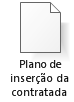 Plano de
inserção da
contratada